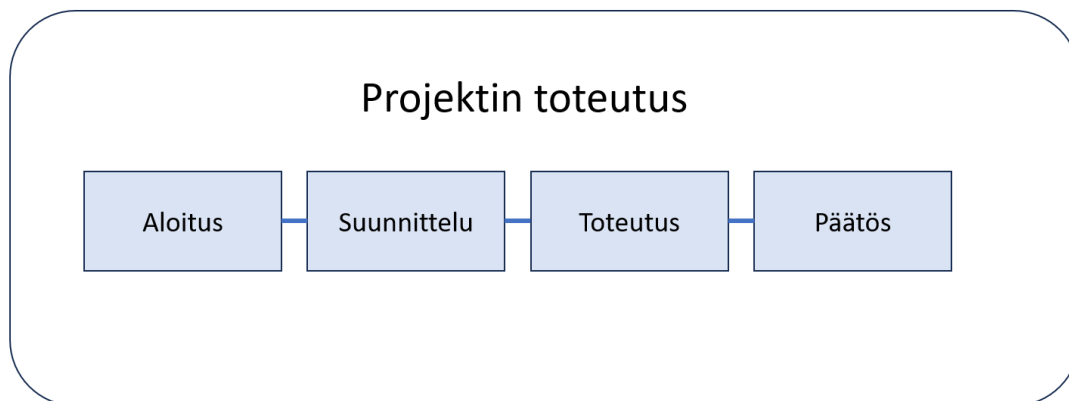 Projektin toteutus
Aloitus
Suunnittelu
Toteutus
Päätös